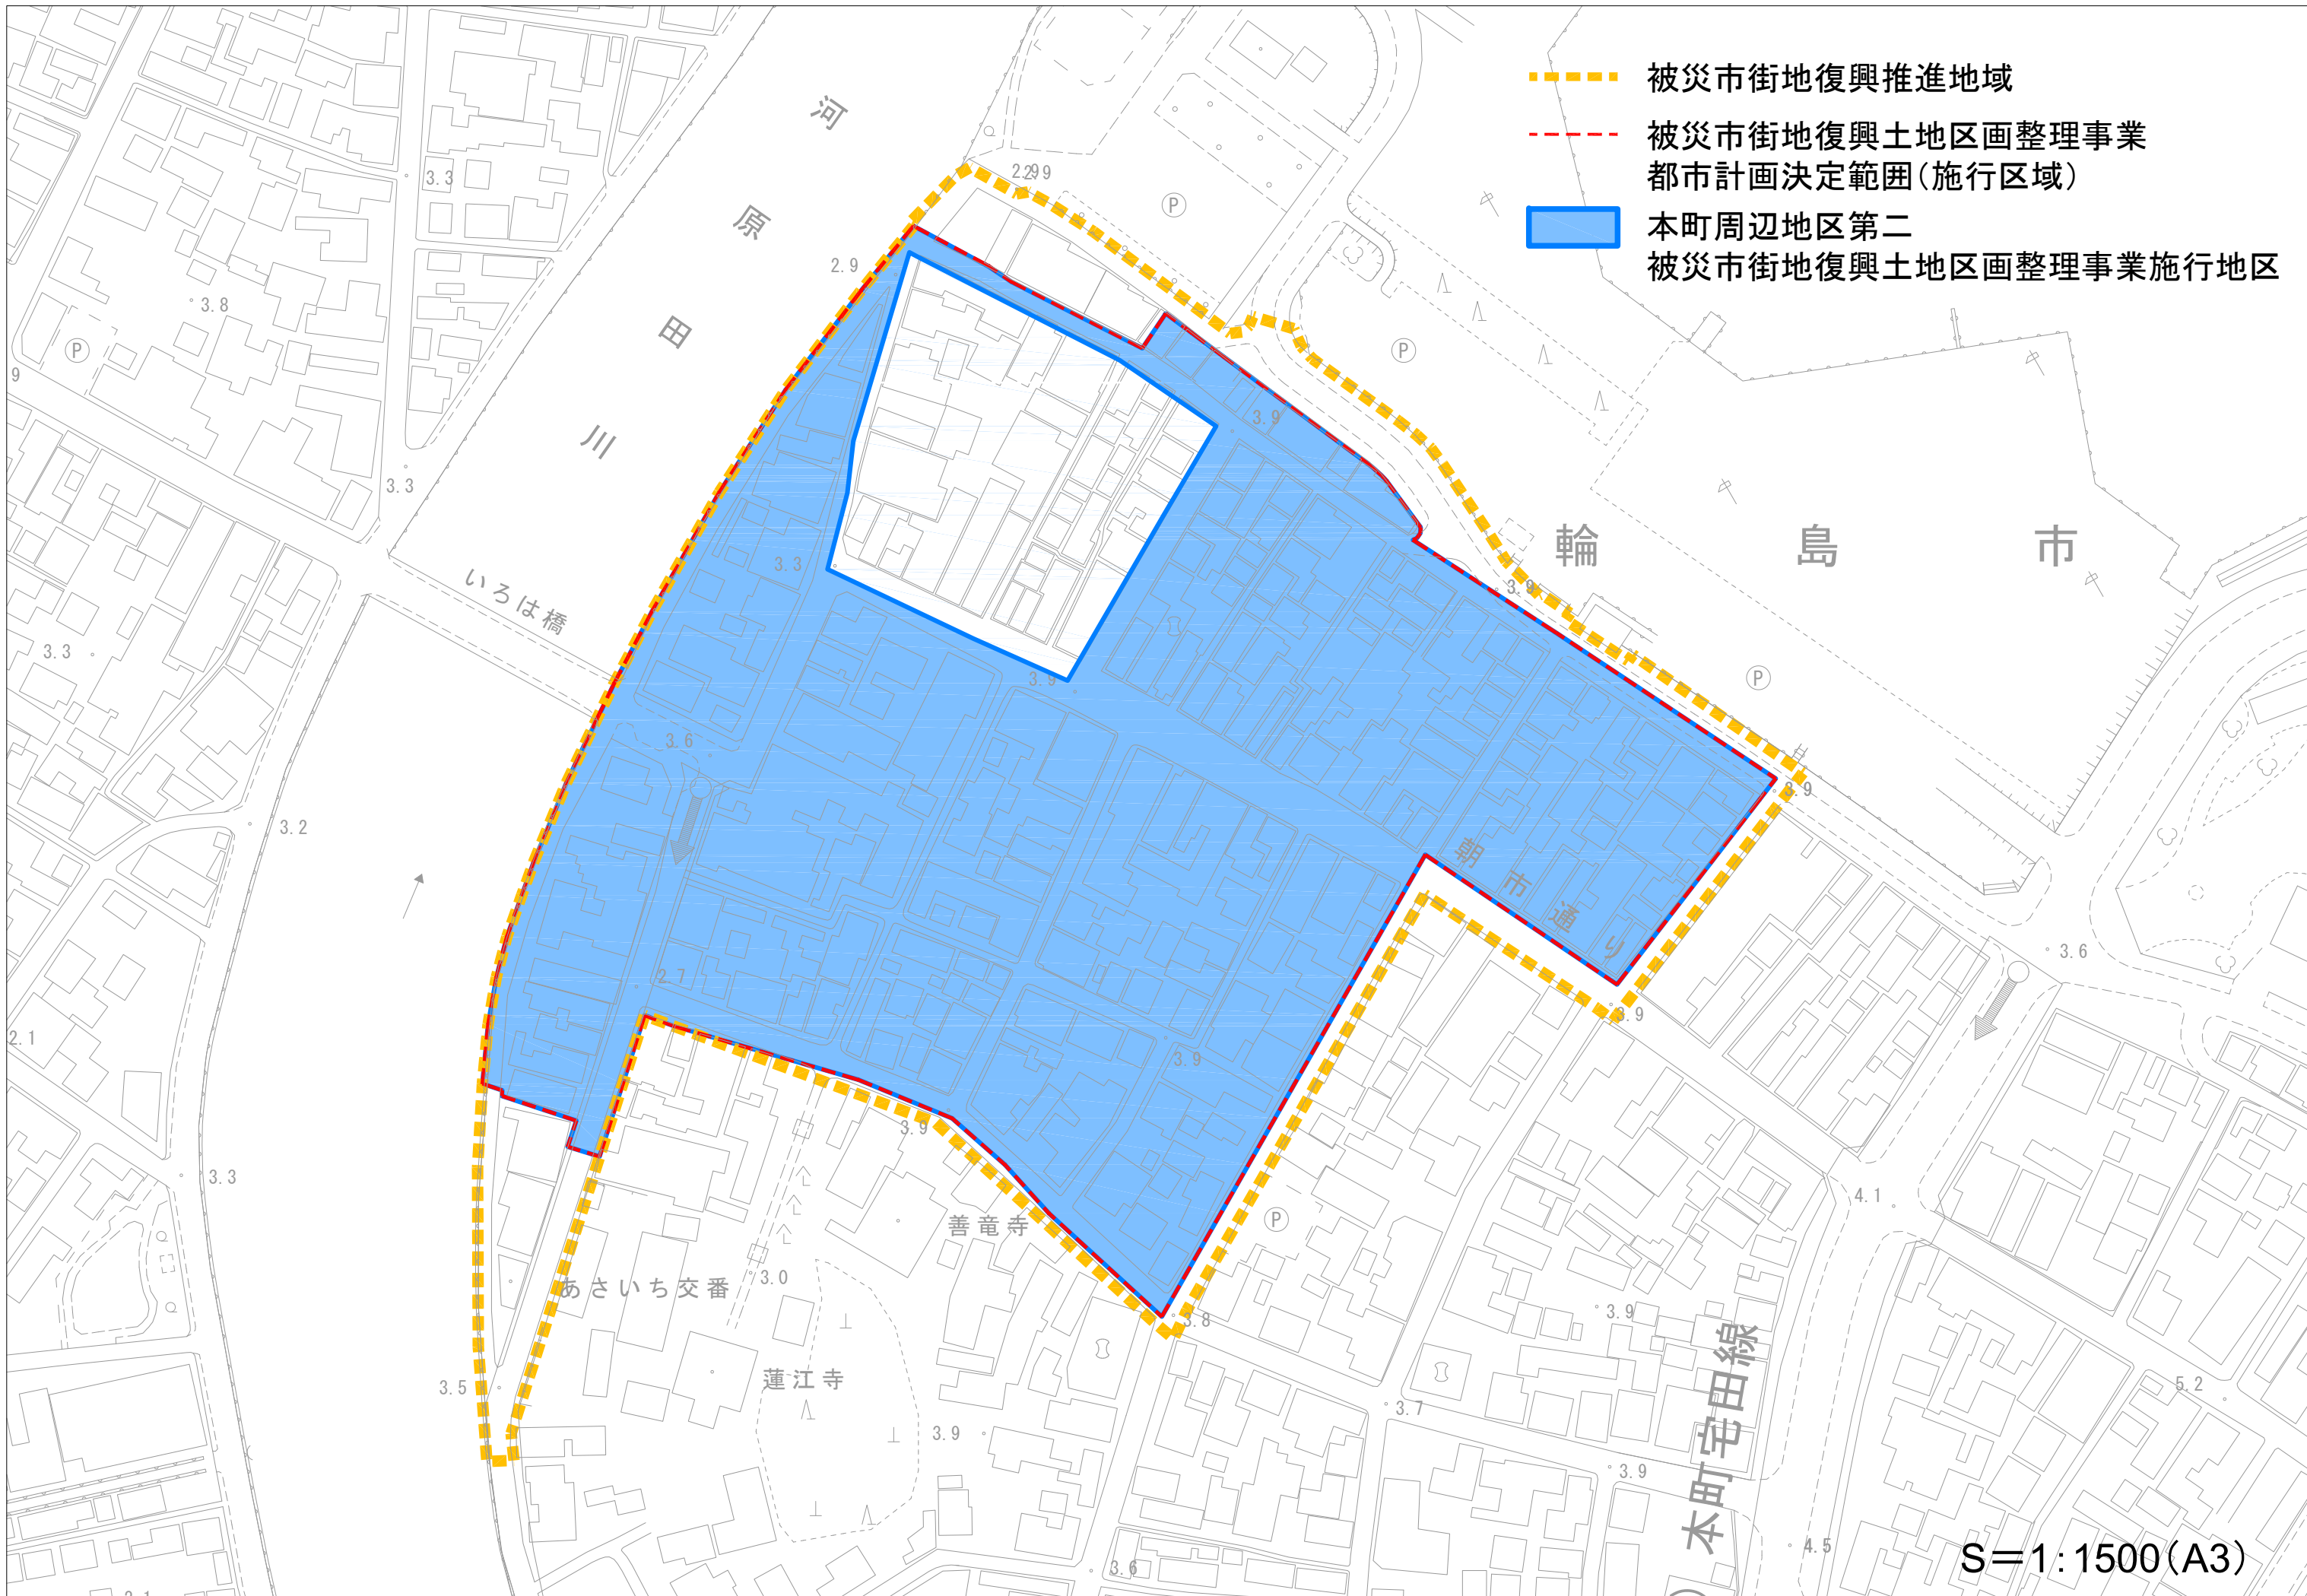 被災市街地復興推進地域
被災市街地復興土地区画整理事業
都市計画決定範囲(施行区域)
本町周辺地区第二
被災市街地復興土地区画整理事業施行地区
河原田川
いろは橋
輪島市
朝市通り
善竜寺
あさいち交番
蓮江寺
本町宅田線
2.9
2.9
3.3
P
2.9
3.8
P
P
9
3.9
3.3
3.3
3.9
3.3
3.9
P
3.6
3.9
3.2
3.6
2.7
3.9
2.1
3.9
3.9
3.3
4.1
P
3.0
3.9
3.8
3.5
5.2
3.7
3.9
3.9
4.5
3.6
S=1:1500(A3)